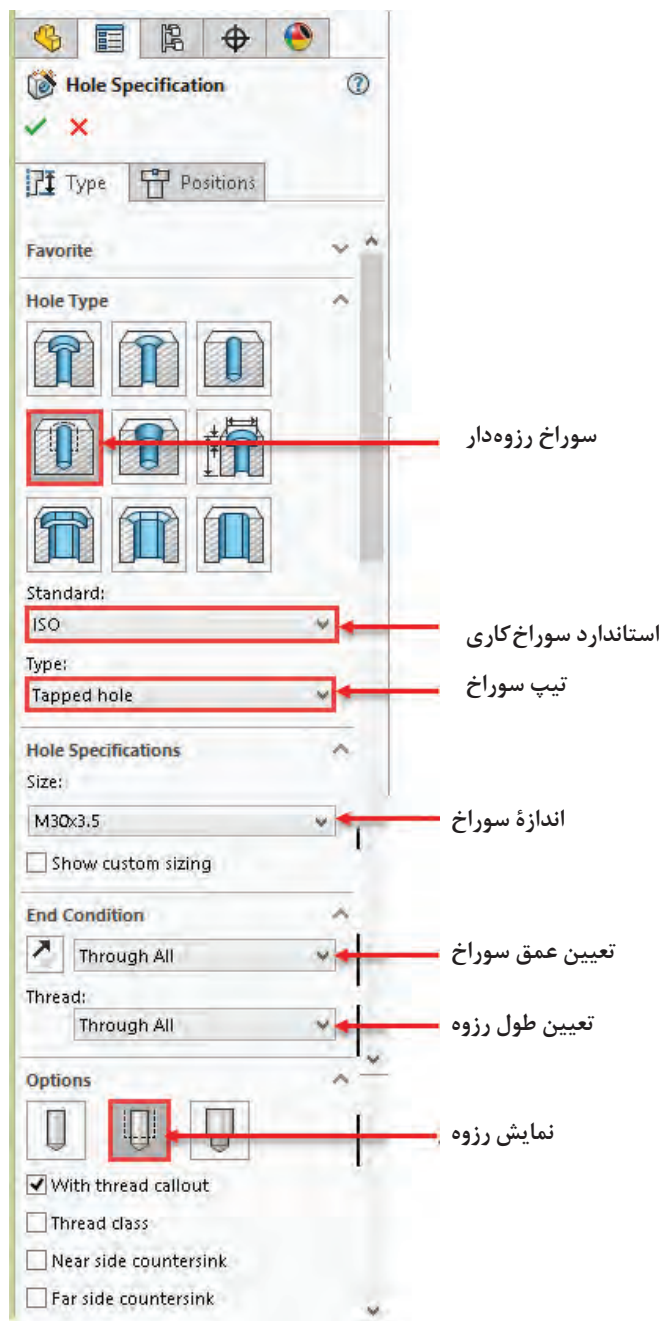 Hole Specification
Type
Positions
Favorite
Hole Type
سوراخ رزوه‌دار
Standard:
ISO
استاندارد سوراخ‌کاری
Type:
Tapped hole
تیپ سوراخ
Hole Specifications
Size:
M30x3.5
اندازهٔ سوراخ
Show custom sizing
End Condition
Through All
تعیین عمق سوراخ
Thread:
Through All
تعیین طول رزوه
Options
نمایش رزوه
With thread callout
Thread class
Near side countersink
Far side countersink